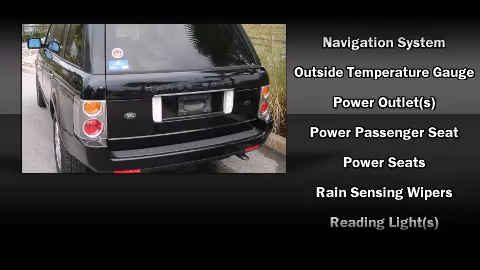 Navigation System
Outside Temperature Gauge
Power Outlet(s)
Power Passenger Seat
Power Seats
Rain Sensing Wipers
Reading Light(s)